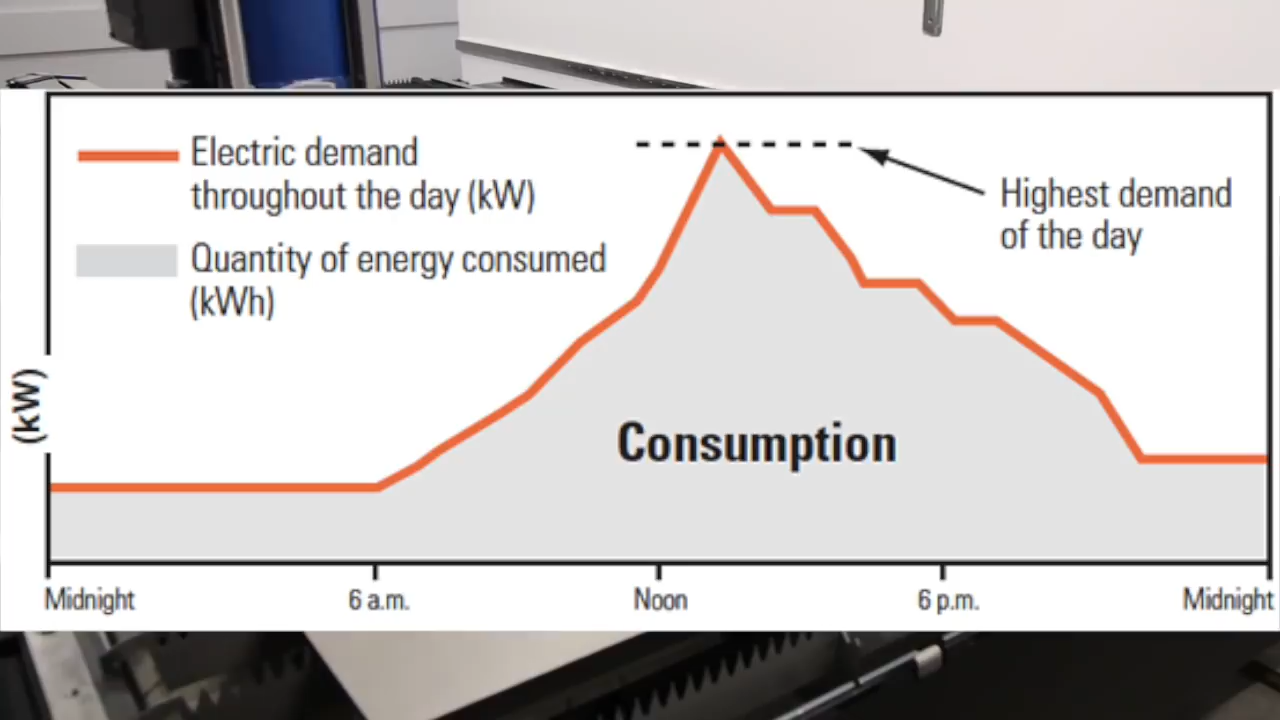 Electric demand
throughout the day (kW)
Quantity of energy consumed
(kWh)
Highest demand
of the day
(kW)
Consumption
Midnight 6 a.m. Noon 6 p.m. Midnight